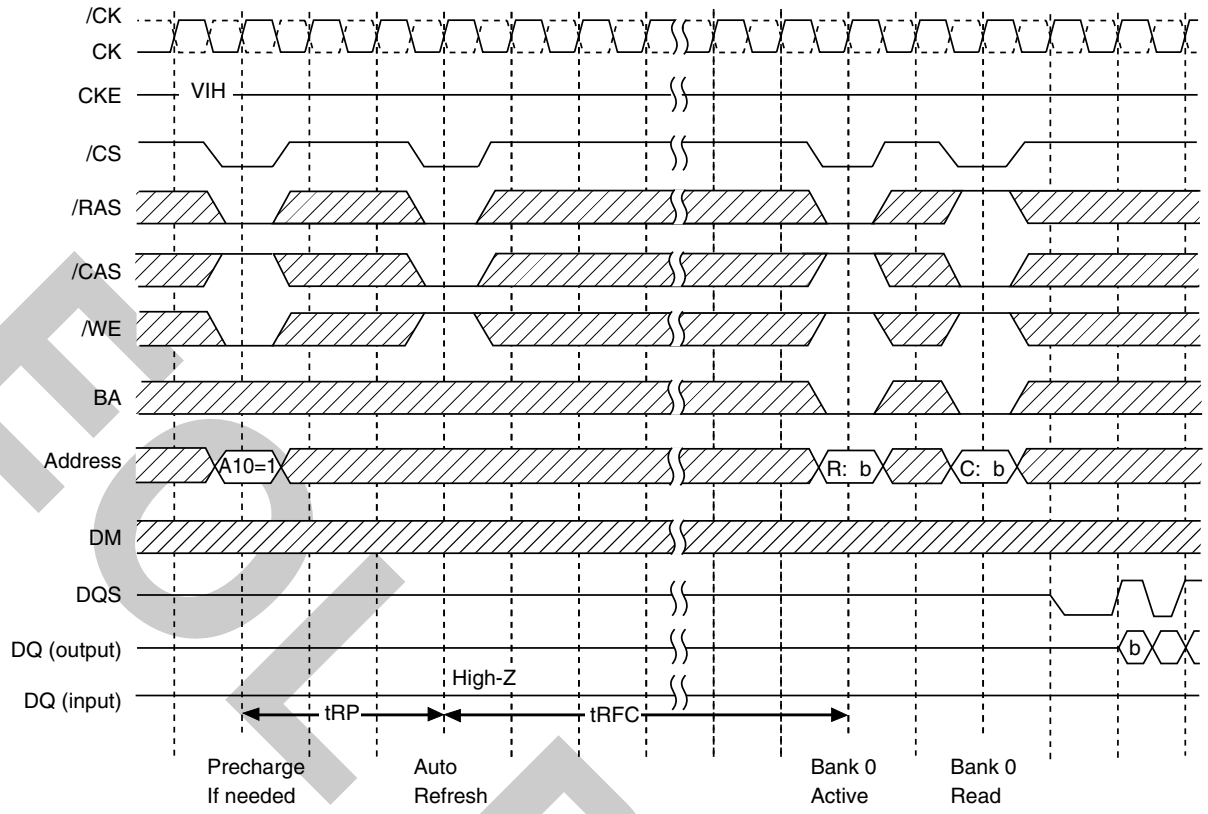 /CK
CK
CKE
VIH
/CS
/RAS
/CAS
/WE
BA
Address
A10=1
R: b
C: b
DM
DQS
DQ (output)
b
High-Z
DQ (input)
tRP
tRFC
Precharge
If needed
Auto
Refresh
Bank 0
Active
Bank 0
Read